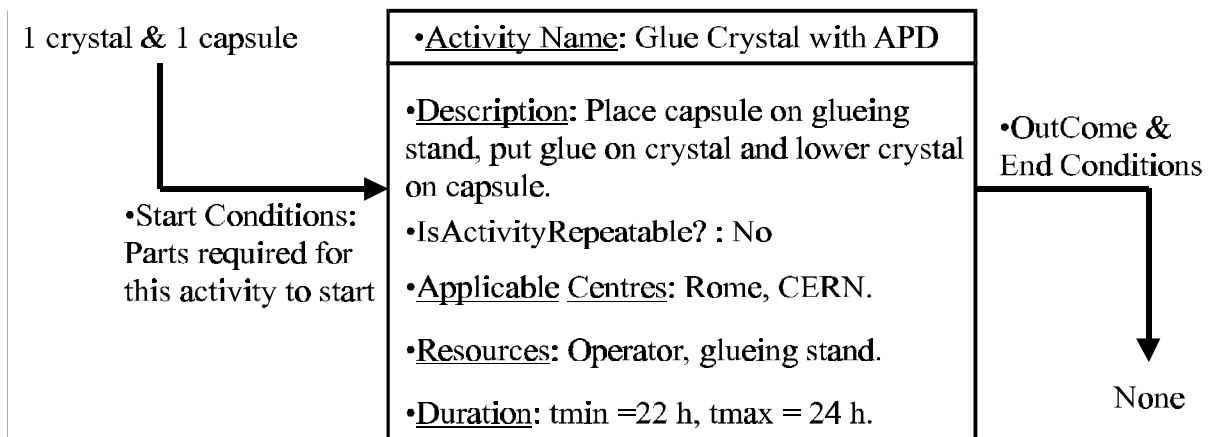 1 crystal & 1 capsule
•Start Conditions:
Parts required for
this activity to start
•Activity Name: Glue Crystal with APD
•Description: Place capsule on glueing
stand, put glue on crystal and lower crystal
on capsule.
•IsActivityRepeatable? : No
•Applicable Centres: Rome, CERN.
•Resources: Operator, glueing stand.
•Duration: tmin =22 h, tmax = 24 h.
•OutCome &
End Conditions
None